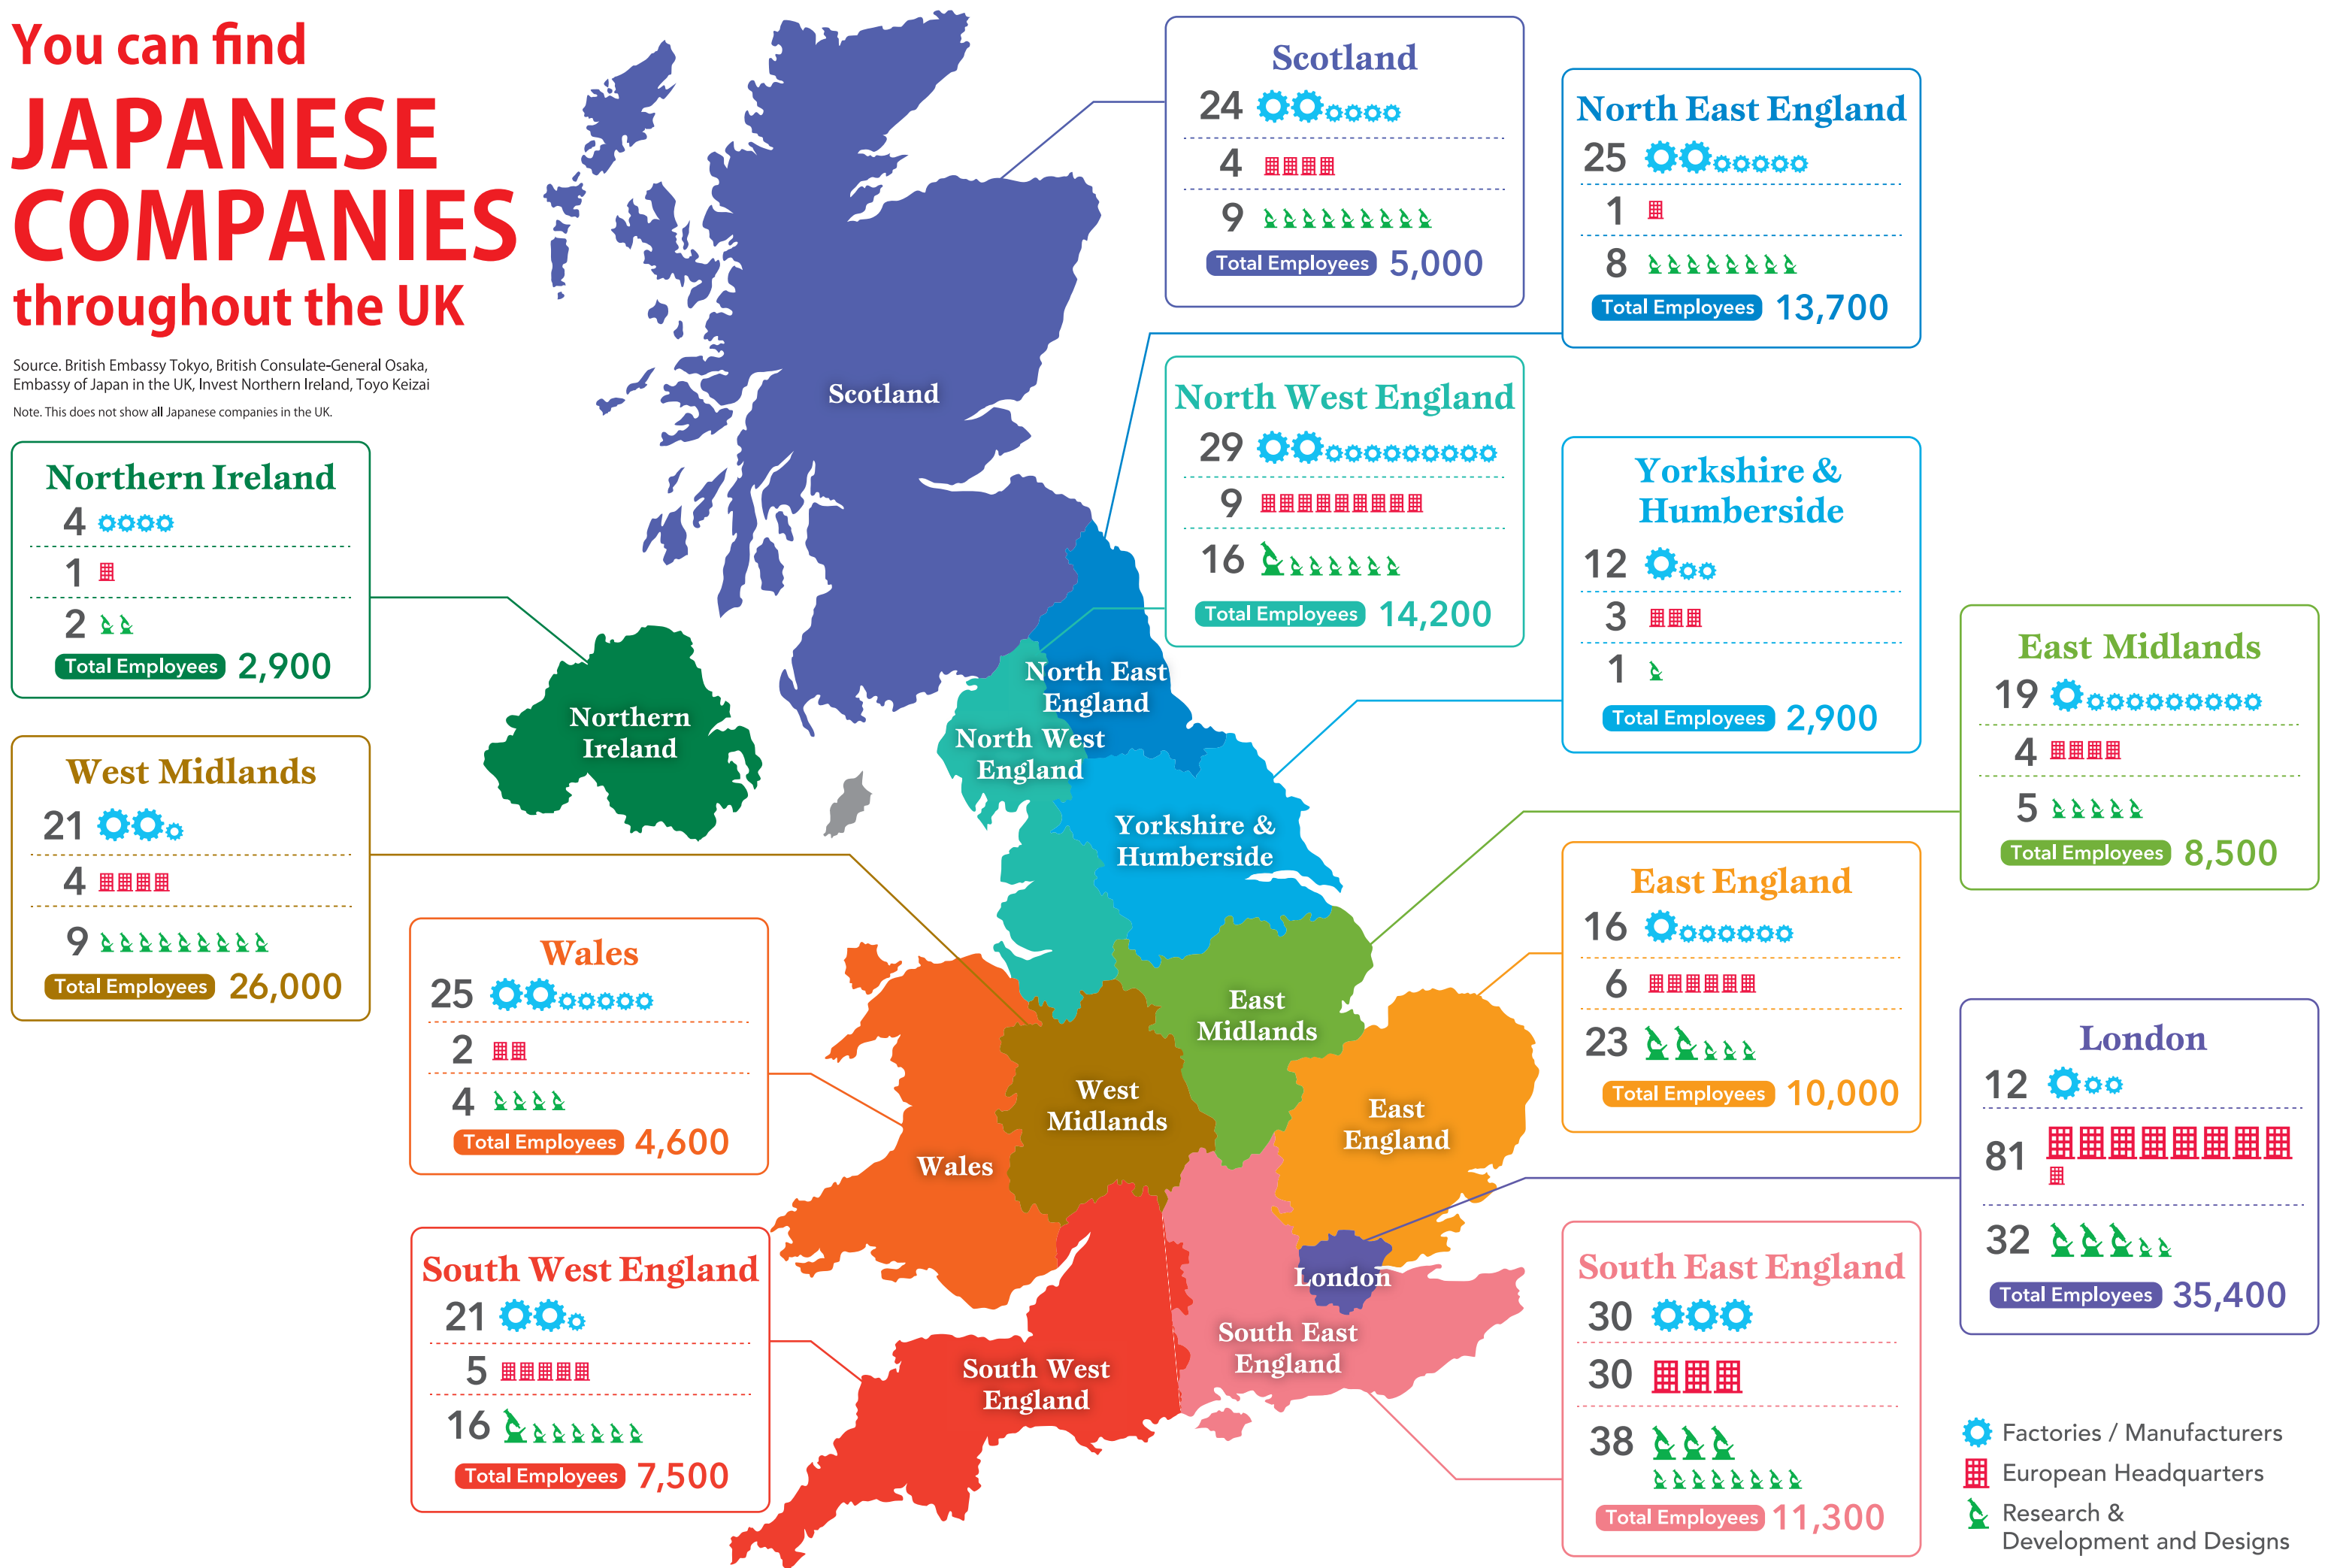 You can find
JAPANESE
COMPANIES
throughout the UK
Source. British Embassy Tokyo, British Consulate-General Osaka,
Embassy of Japan in the UK, Invest Northern Ireland, Toyo Keizai
Note. This does not show all Japanese companies in the UK.
Scotland
24
4
9
Total Employees 5,000
North East England
25
1
8
Total Employees 13,700
North West England
29
9
16
Total Employees 14,200
Yorkshire &
Humberside
12
3
1
Total Employees 2,900
Northern Ireland
4
1
2
Total Employees 2,900
East Midlands
19
4
5
Total Employees 8,500
West Midlands
21
4
9
Total Employees 26,000
East England
16
6
23
Total Employees 10,000
Wales
25
2
4
Total Employees 4,600
London
12
81
32
Total Employees 35,400
South West England
21
5
16
Total Employees 7,500
South East England
30
30
38
Total Employees 11,300
Scotland
North East
England
Northern
Ireland
North West
England
Yorkshire &
Humberside
East
Midlands
West
Midlands
East
England
Wales
London
South East
England
South West
England
Factories / Manufacturers
European Headquarters
Research &
Development and Designs